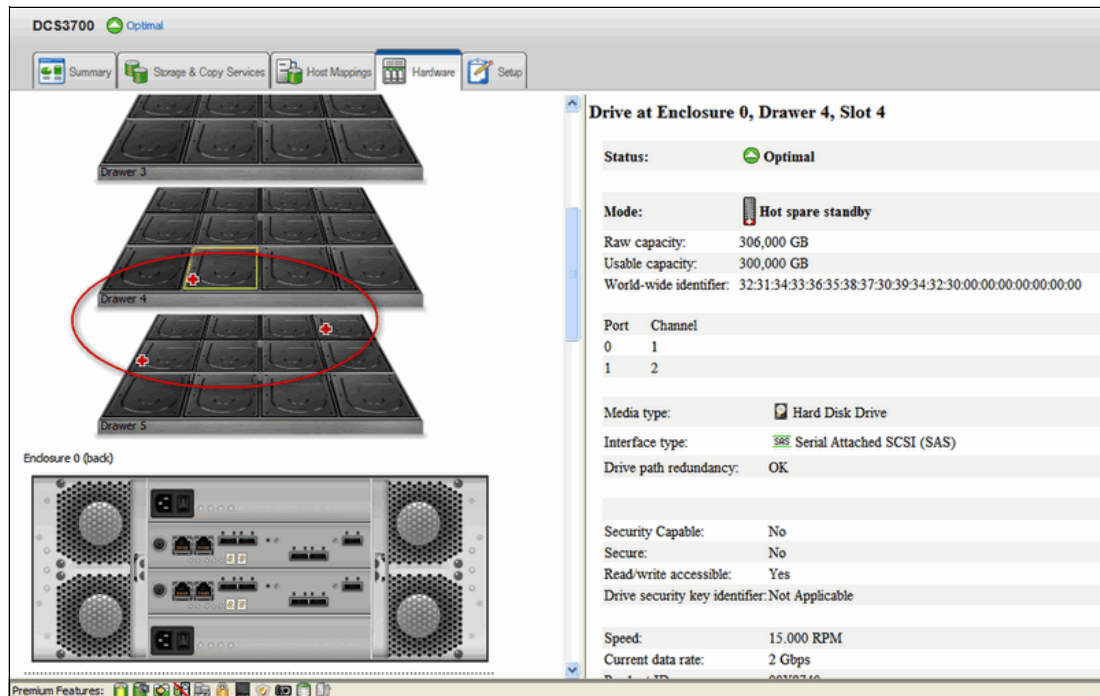 DCS3700 Optimal
Summary Storage & Copy Services Host Mappings Hardware Setup
Drawer 3
Drawer 4
Drawer 5
Enclosure 0 (back)
Drive at Enclosure 0, Drawer 4, Slot 4
Status: Optimal
Mode: Hot spare standby
Raw capacity: 306,000 GB
Usable capacity: 300,000 GB
World-wide identifier: 32:31:34:33:36:35:38:37:30:39:34:32:30:00:00:00:00:00:00:00
Port Channel
0 1
1 2
Media type: Hard Disk Drive
Interface type: SAS Serial Attached SCSI (SAS)
Drive path redundancy: OK
Security Capable: No
Secure: No
Read/write accessible: Yes
Drive security key identifier: Not Applicable
Speed: 15.000 RPM
Current data rate: 2 Gbps
Premium Features: